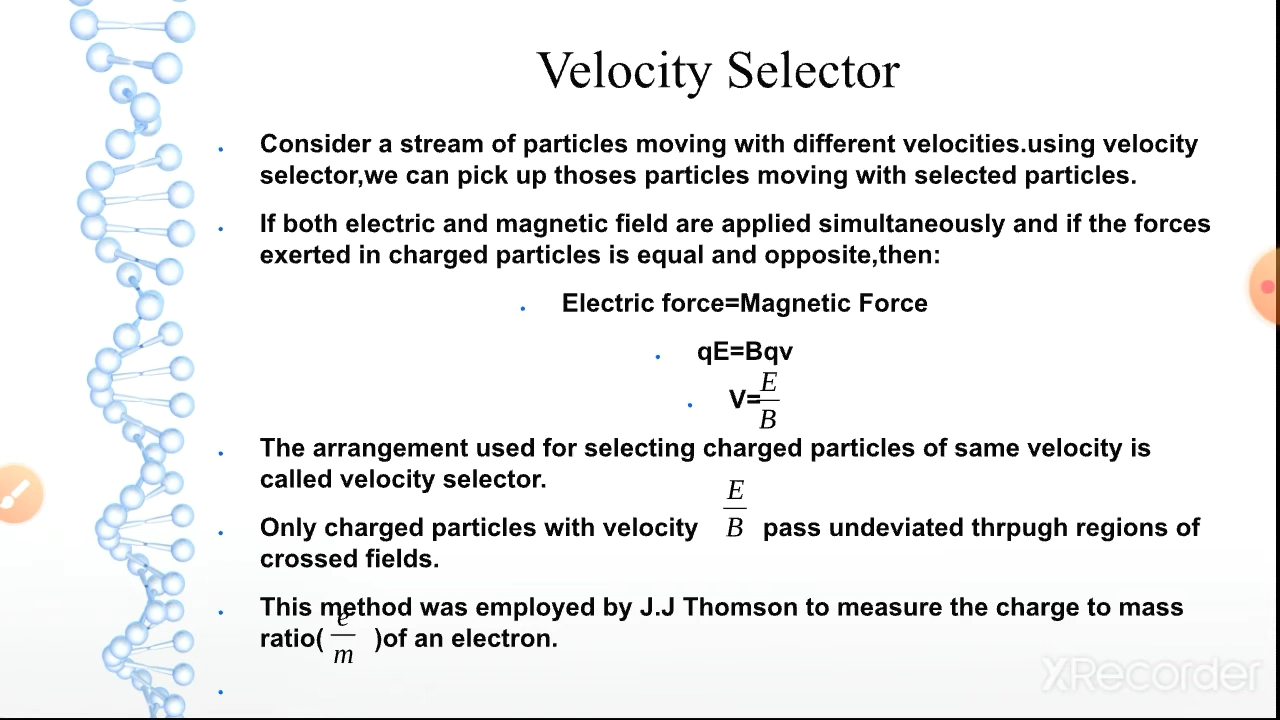 Velocity Selector
Consider a stream of particles moving with different velocities.using velocity
selector,we can pick up thoses particles moving with selected particles.
If both electric and magnetic field are applied simultaneously and if the forces
exerted in charged particles is equal and opposite,then:
Electric force=Magnetic Force
qE=Bqv
V=E/B
The arrangement used for selecting charged particles of same velocity is
called velocity selector.
Only charged particles with velocity E/B pass undeviated thrpugh regions of
crossed fields.
This method was employed by J.J Thomson to measure the charge to mass
ratio( e/m )of an electron.
XRecorder